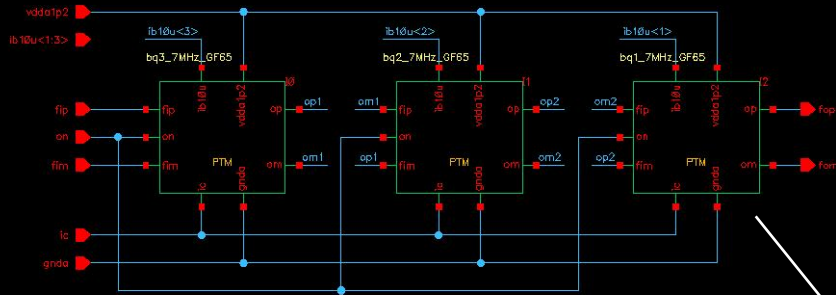 vdda1p2
ib10u<3> ib10u<2> ib10u<1>
ib10u<1:3>
bq3_7MHz_GF65 bq2_7MHz_GF65 bq1_7MHz_GF65
ib10u vdda1p2 ib10u vdda1p2 ib10u vdda1p2
fip fip op op1 om1 fip op op2 om2 fip op fop
on on on on
fim fim PTM om om1 op1 fim PTM om om2 op2 fim PTM om fom
ic gnda ic gnda ic gnda
ic
gnda